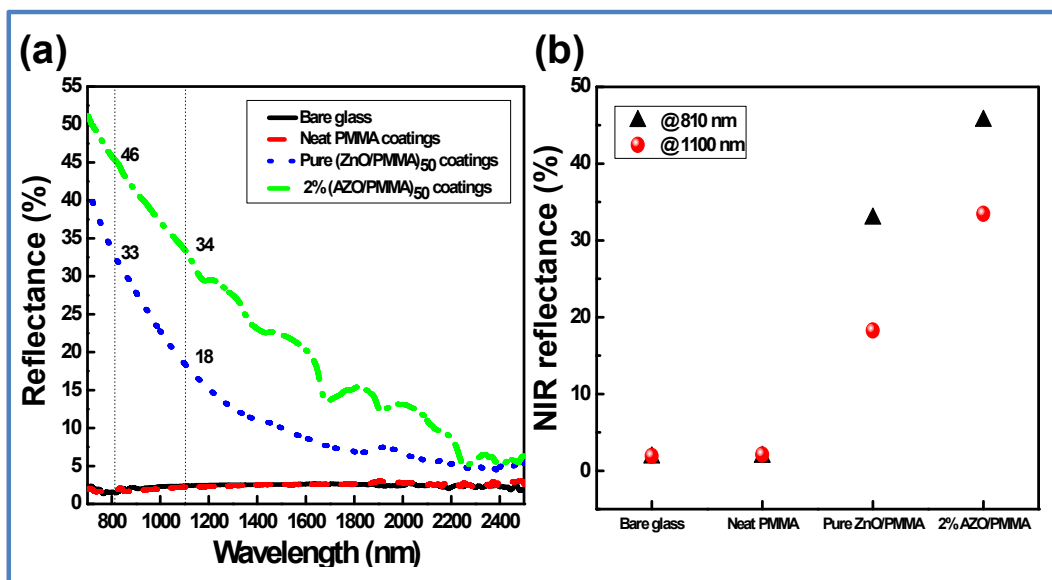 (a)
Reflectance (%)
55
50
45
40
35
30
25
20
15
10
5
0
Bare glass
Neat PMMA coatings
Pure (ZnO/PMMA)50 coatings
2% (AZO/PMMA)50 coatings
46
33
34
18
800 1000 1200 1400 1600 1800 2000 2200 2400
Wavelength (nm)
(b)
NIR reflectance (%)
50
40
30
20
10
0
@810 nm
@1100 nm
Bare glass Neat PMMA Pure ZnO/PMMA 2% AZO/PMMA